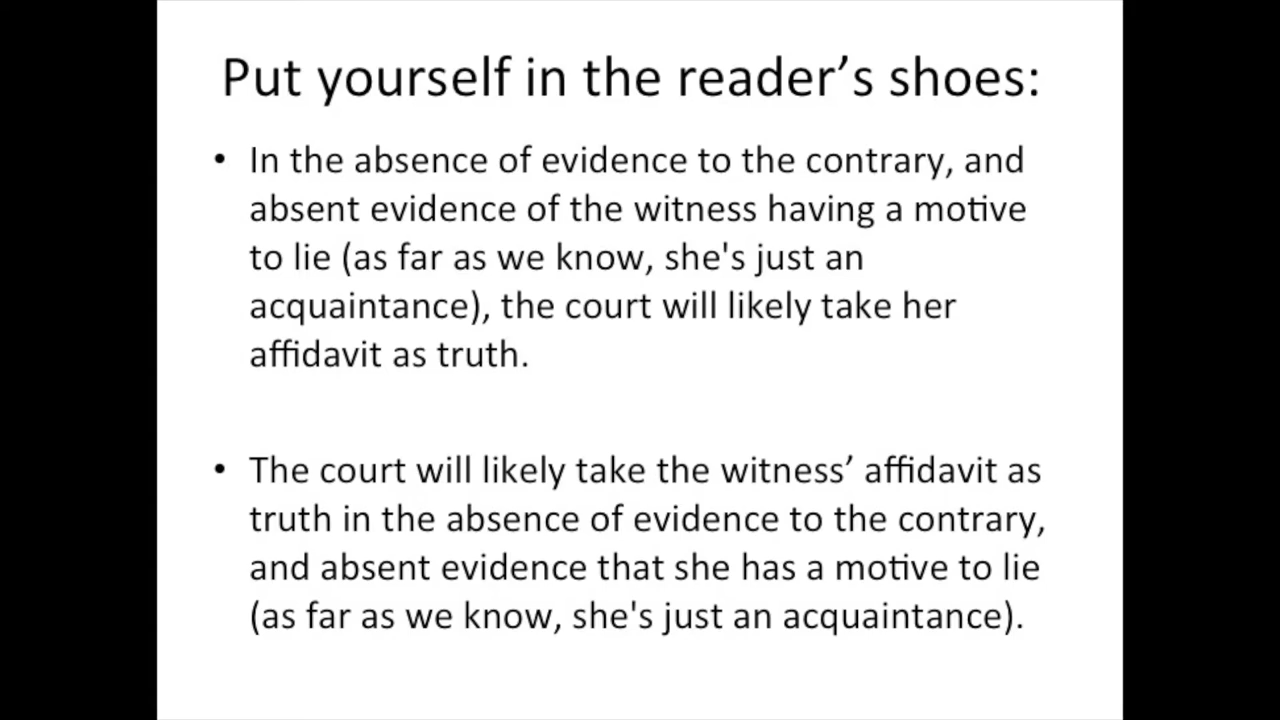 Put yourself in the reader’s shoes:
• In the absence of evidence to the contrary, and
absent evidence of the witness having a motive
to lie (as far as we know, she's just an
acquaintance), the court will likely take her
affidavit as truth.
• The court will likely take the witness’ affidavit as
truth in the absence of evidence to the contrary,
and absent evidence that she has a motive to lie
(as far as we know, she's just an acquaintance).